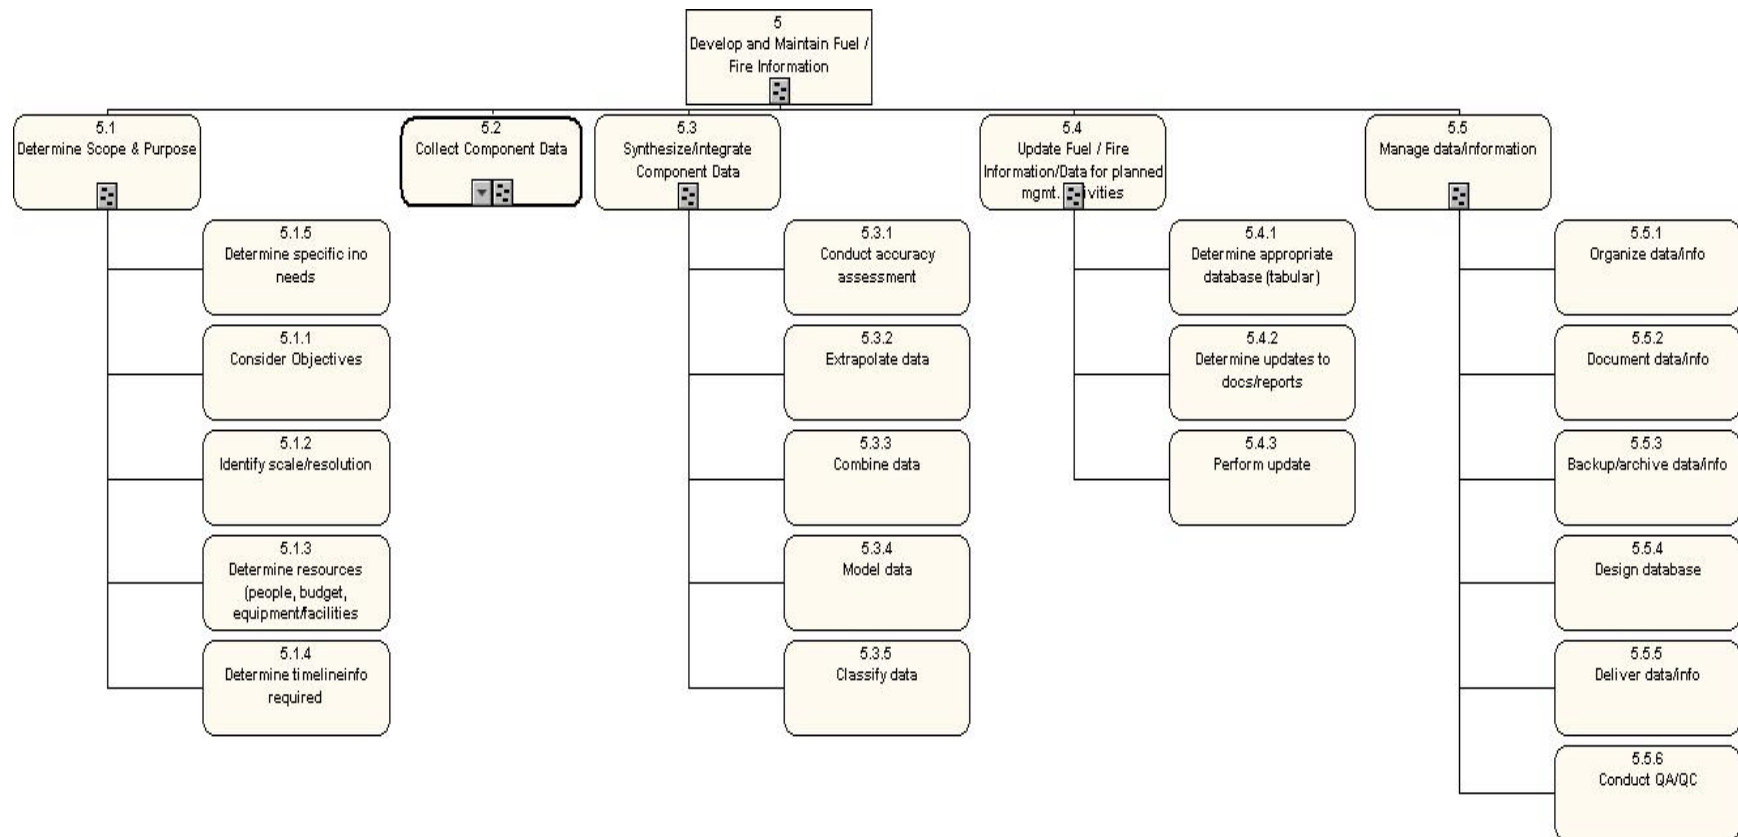 5
Develop and Maintain Fuel /
Fire Information
5.1
Determine Scope & Purpose
5.2
Collect Component Data
5.3
Synthesize/integrate
Component Data
5.4
Update Fuel / Fire
Information/Data for planned
mgmt. ivities
5.5
Manage data/information
5.1.5
Determine specific ino
needs
5.1.1
Consider Objectives
5.1.2
Identify scale/resolution
5.1.3
Determine resources
(people, budget,
equipment/facilities
5.1.4
Determine timelineinfo
required
5.3.1
Conduct accuracy
assessment
5.3.2
Extrapolate data
5.3.3
Combine data
5.3.4
Model data
5.3.5
Classify data
5.4.1
Determine appropriate
database (tabular)
5.4.2
Determine updates to
docs/reports
5.4.3
Perform update
5.5.1
Organize data/info
5.5.2
Document data/info
5.5.3
Backup/archive data/info
5.5.4
Design database
5.5.5
Deliver data/info
5.5.6
Conduct QA/QC